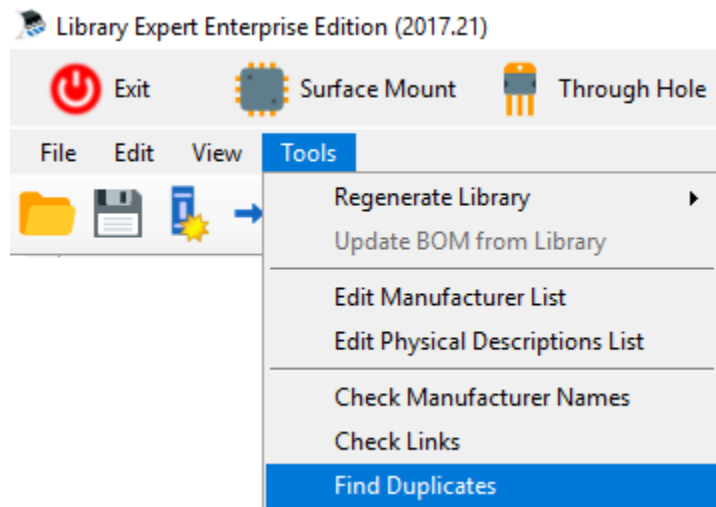 Library Expert Enterprise Edition (2017.21)
Exit Surface Mount Through Hole
File Edit View Tools
Regenerate Library
Update BOM from Library
Edit Manufacturer List
Edit Physical Descriptions List
Check Manufacturer Names
Check Links
Find Duplicates